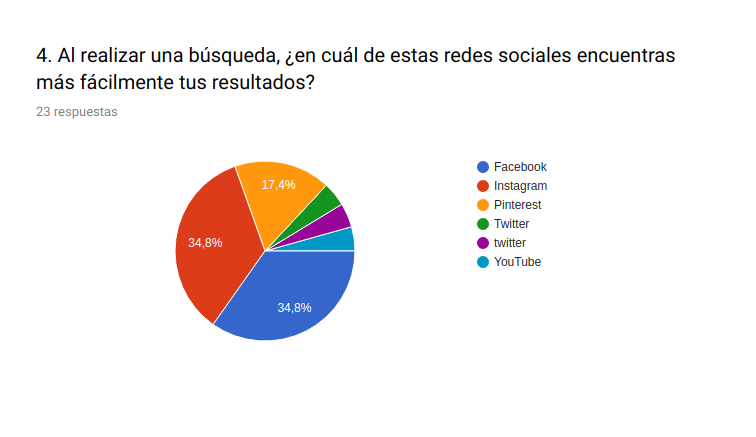 4. Al realizar una búsqueda, ¿en cuál de estas redes sociales encuentras
más fácilmente tus resultados?
23 respuestas
17,4%
34,8%
34,8%
Facebook
Instagram
Pinterest
Twitter
twitter
YouTube